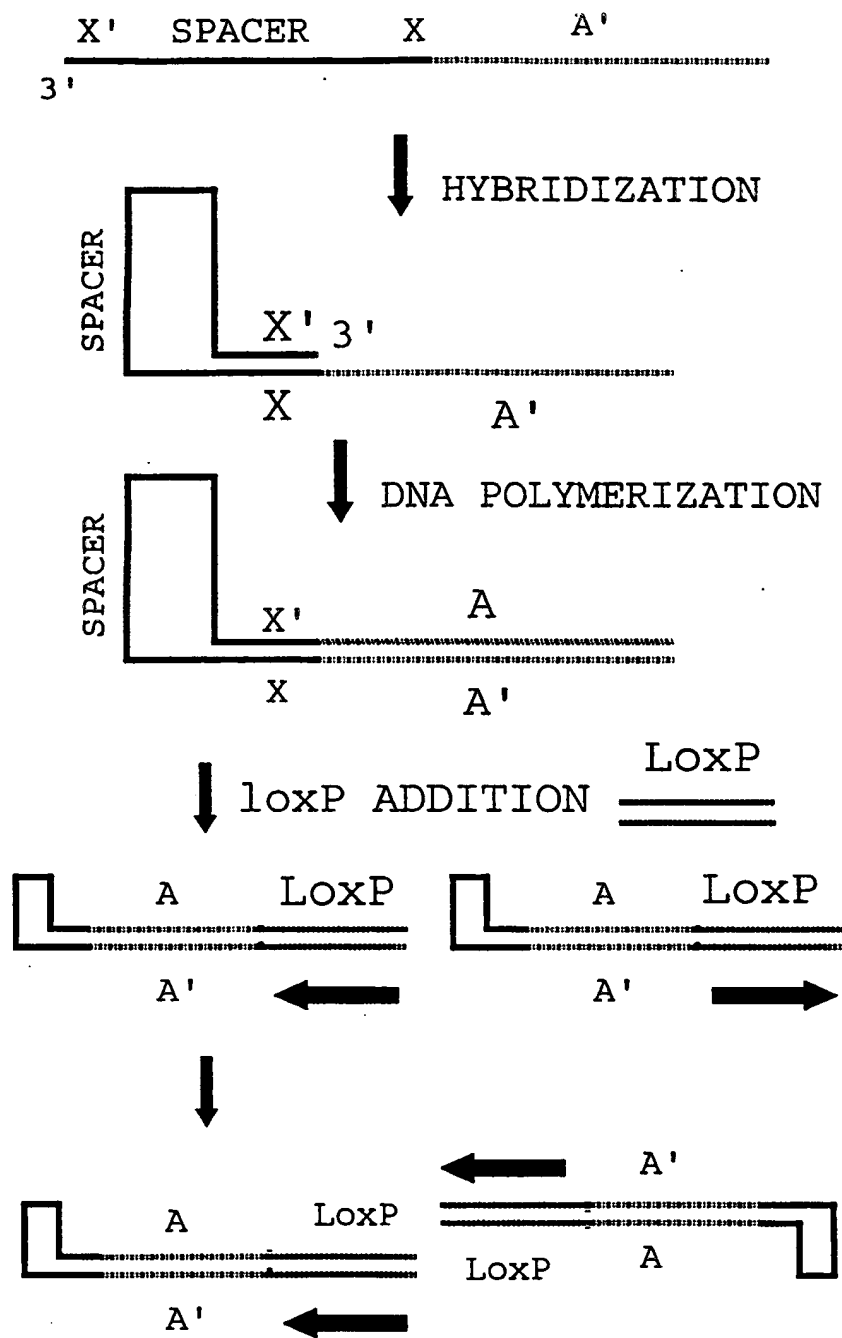 X' SPACER X A'
3'
HYBRIDIZATION
SPACER
X' 3'
X A'
DNA POLYMERIZATION
SPACER
A
X'
X A'
LoxP
loxP ADDITION
A LoxP A LoxP
A' A'
A'
A LoxP
LoxP A
A'